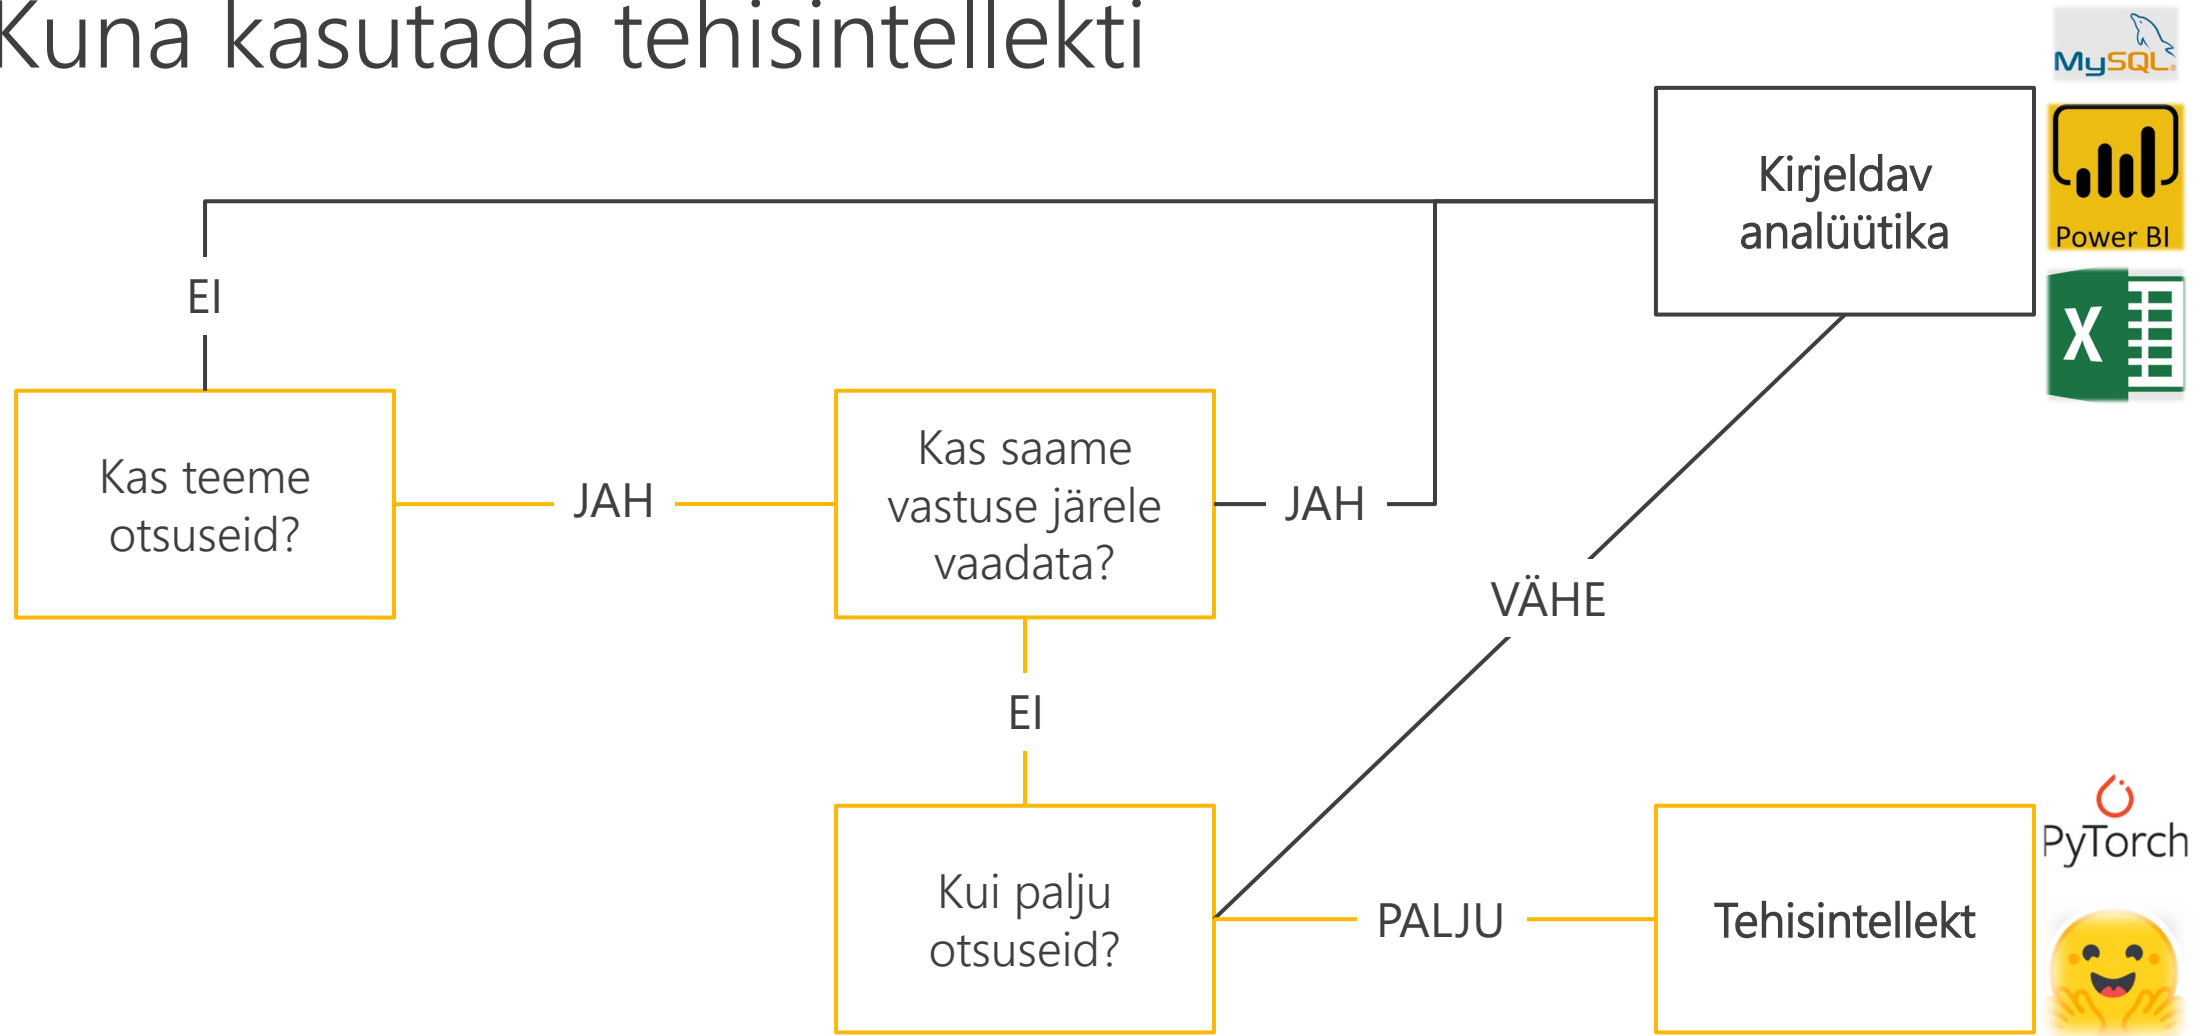 Kuna kasutada tehisintellekti
MySQL
Kirjeldav
analüütika
Power BI
X
EI
Kas teeme
otsuseid?
JAH
Kas saame
vastuse järele
vaadata?
JAH
VÄHE
EI
Kui palju
otsuseid?
PALJU
Tehisintellekt
PyTorch